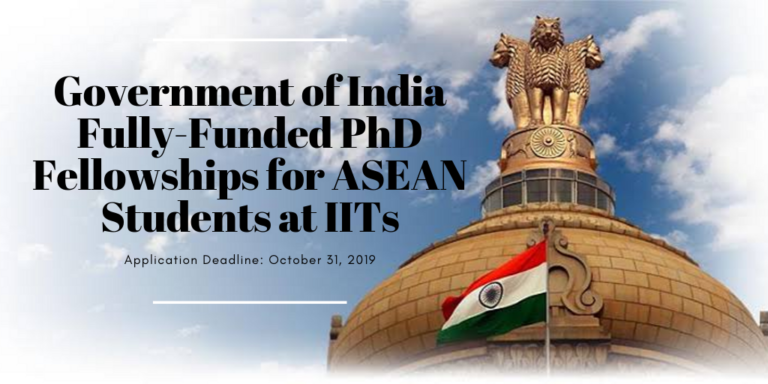 Government of India
Fully-Funded PhD
Fellowships for ASEAN
Students at IITs
Application Deadline: October 31, 2019